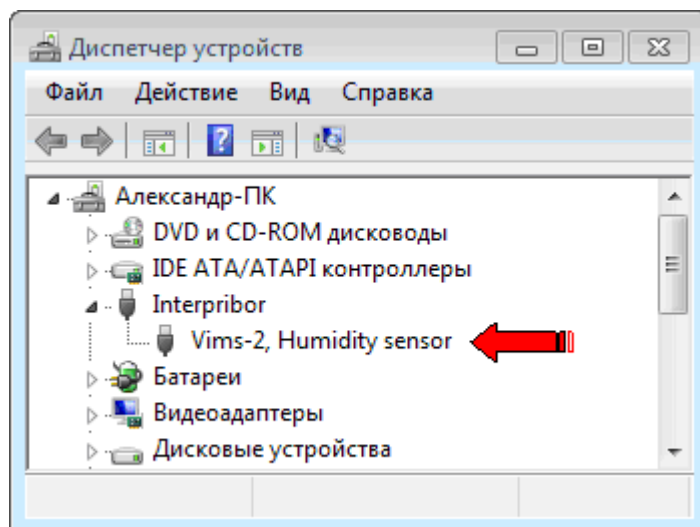 Диспетчер устройств
Файл Действие Вид Справка
Александр-ПК
DVD и CD-ROM дисководы
IDE ATA/ATAPI контроллеры
Interpribor
Vims-2, Humidity sensor
Батареи
Видеоадаптеры
Дисковые устройства